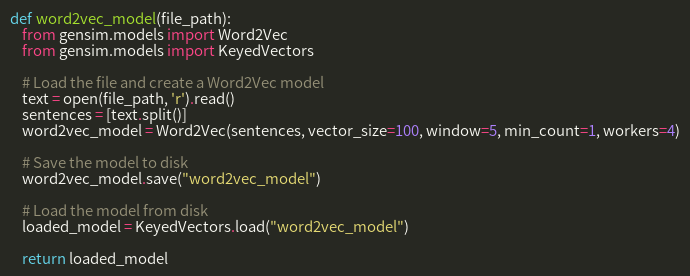 def word2vec_model(file_path):
from gensim.models import Word2Vec
from gensim.models import KeyedVectors
# Load the file and create a Word2Vec model
text = open(file_path, 'r').read()
sentences = [text.split()]
word2vec_model = Word2Vec(sentences, vector_size=100, window=5, min_count=1, workers=4)
# Save the model to disk
word2vec_model.save("word2vec_model")
# Load the model from disk
loaded_model = KeyedVectors.load("word2vec_model")
return loaded_model